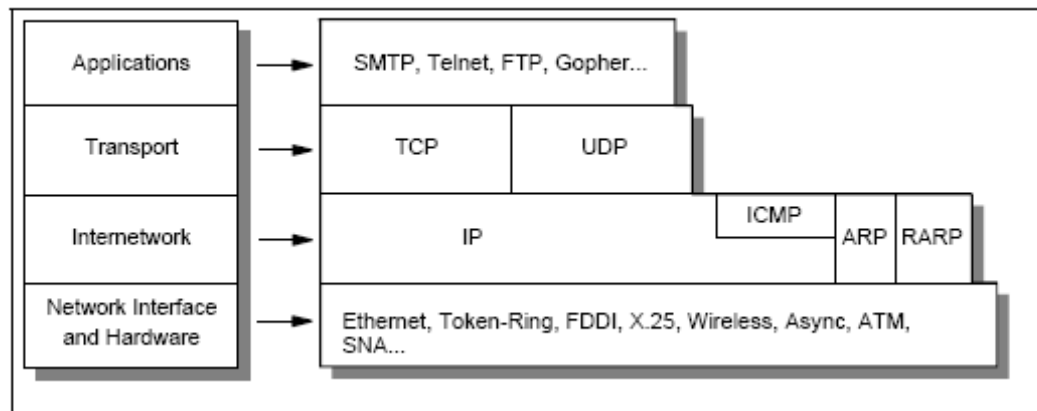 Applications
SMTP, Telnet, FTP, Gopher...
Transport
TCP
UDP
Internetwork
IP
ICMP
ARP
RARP
Network Interface
and Hardware
Ethernet, Token-Ring, FDDI, X.25, Wireless, Async, ATM,
SNA...